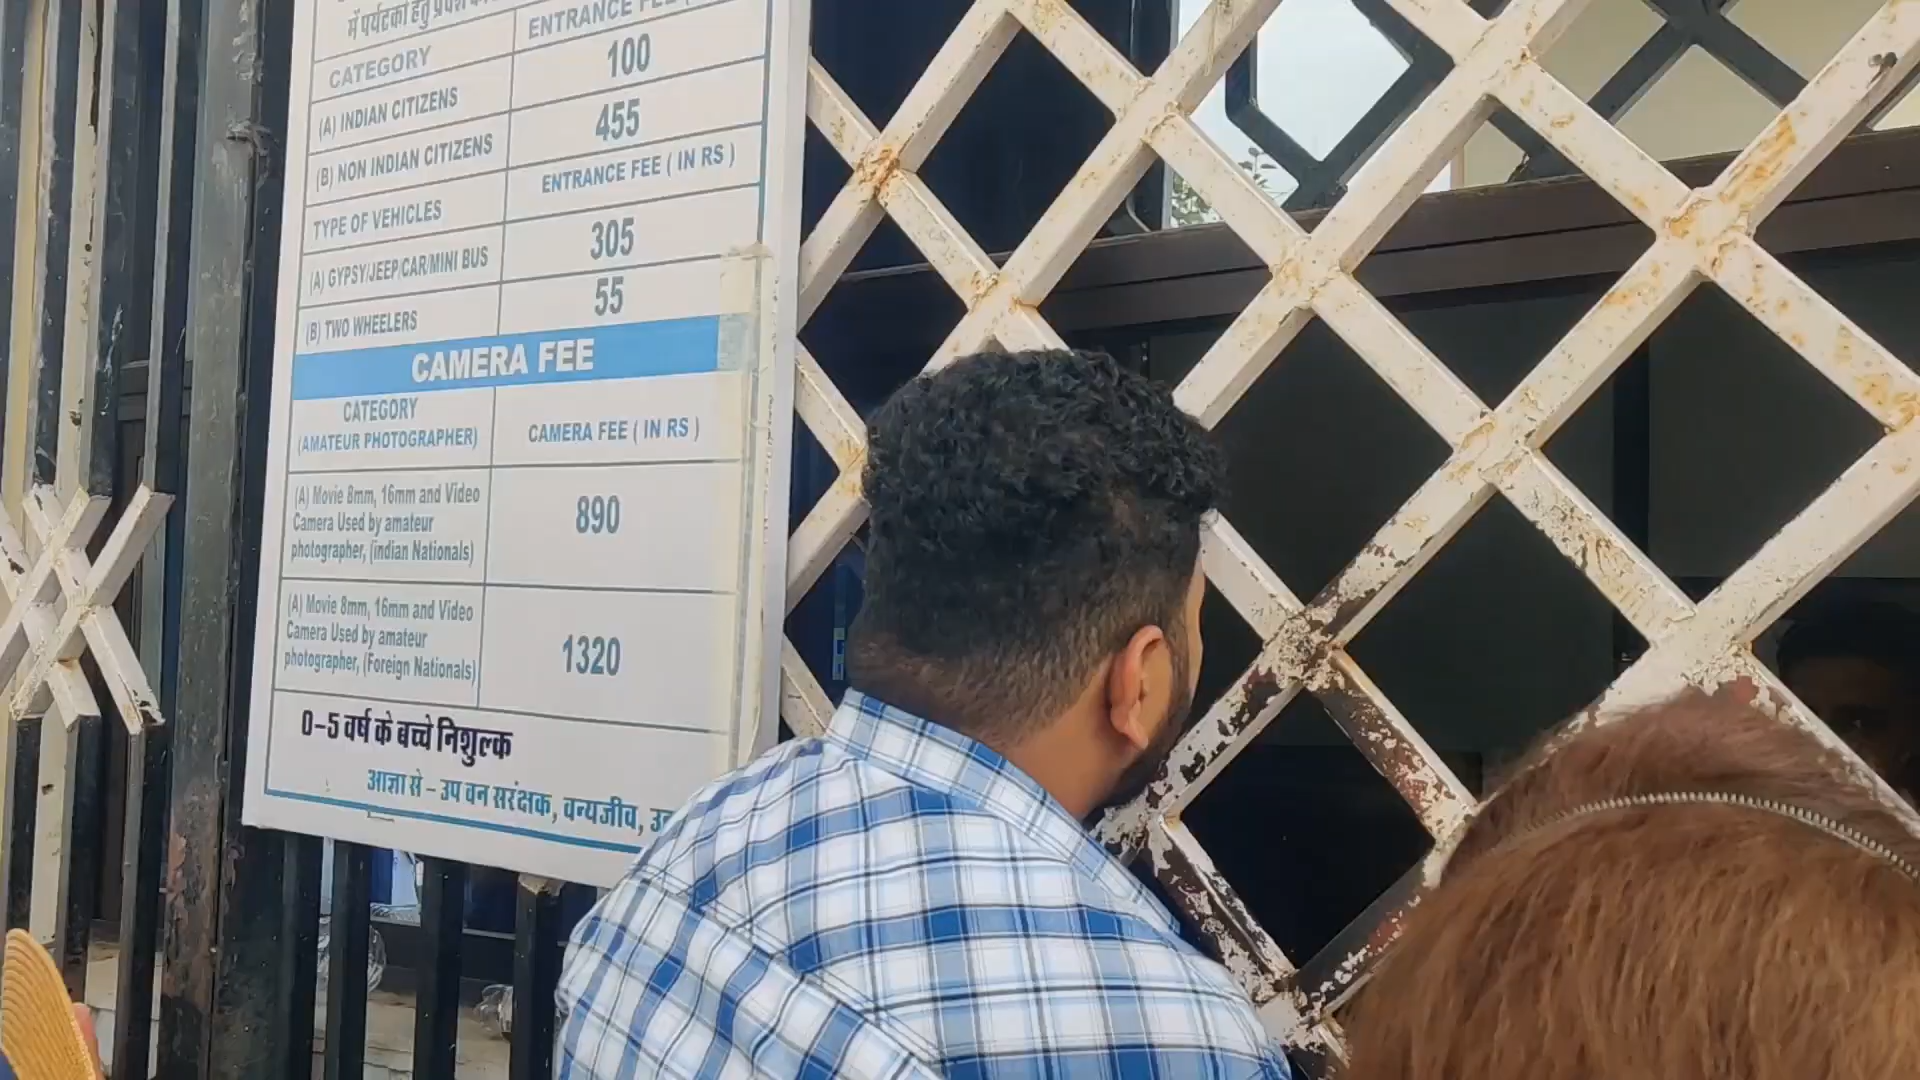 में पर्यटकों हेतु प्रवेश
CATEGORY
ENTRANCE FEE
(A) INDIAN CITIZENS
100
(B) NON INDIAN CITIZENS
455
TYPE OF VEHICLES
ENTRANCE FEE ( IN RS )
(A) GYPSY/JEEP/CAR/MINI BUS
305
(B) TWO WHEELERS
55
CAMERA FEE
CATEGORY
(AMATEUR PHOTOGRAPHER)
CAMERA FEE ( IN RS )
(A) Movie 8mm, 16mm and Video
Camera Used by amateur
photographer, (indian Nationals)
890
(A) Movie 8mm, 16mm and Video
Camera Used by amateur
photographer, (Foreign Nationals)
1320
0-5 वर्ष के बच्चे निशुल्क
आज्ञा से - उप वन सरंक्षक, वन्यजीव,